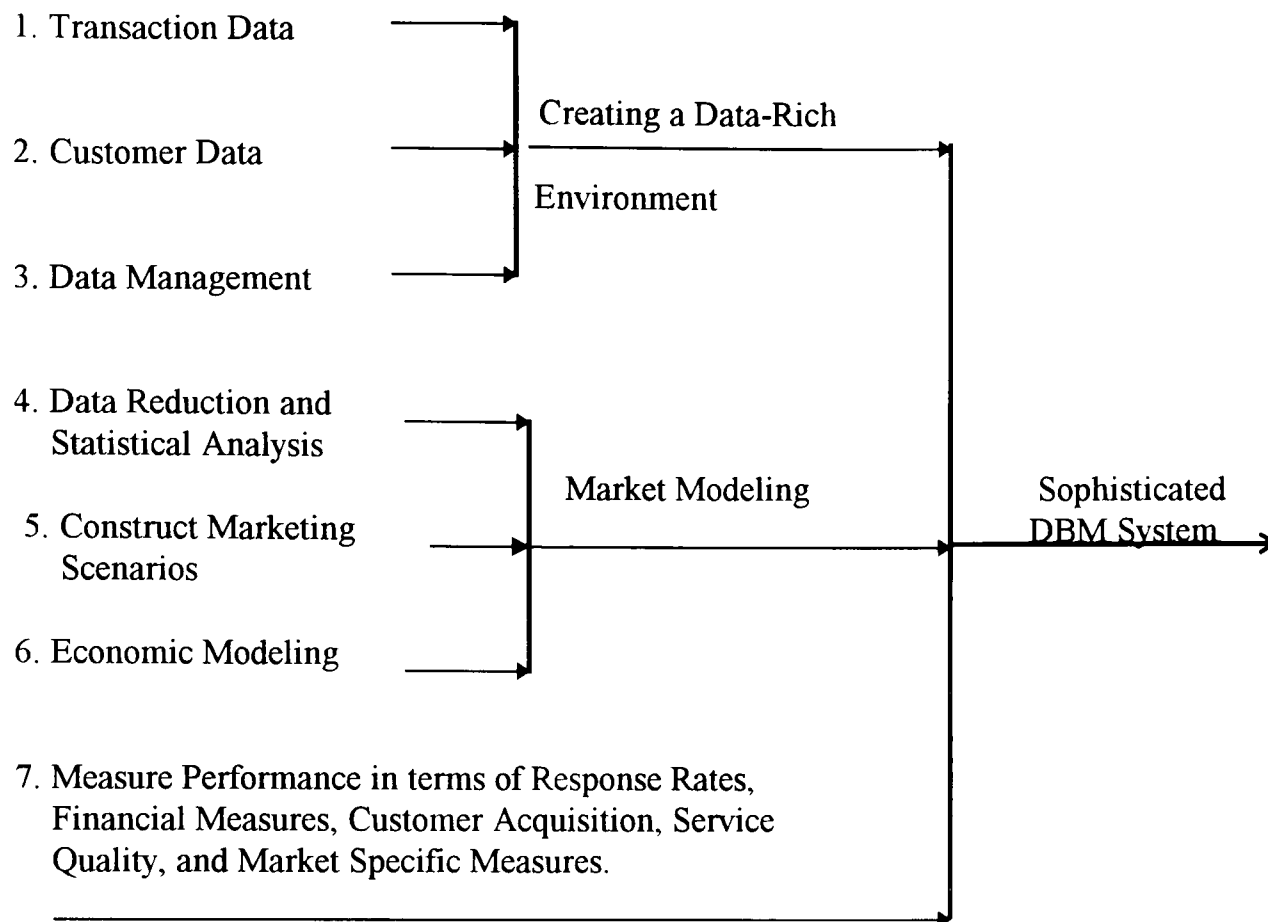 1. Transaction Data
Creating a Data-Rich
2. Customer Data
Environment
3. Data Management
4. Data Reduction and
Statistical Analysis
Market Modeling
Sophisticated
DBM System
5. Construct Marketing
Scenarios
6. Economic Modeling
7. Measure Performance in terms of Response Rates,
Financial Measures, Customer Acquisition, Service
Quality, and Market Specific Measures.